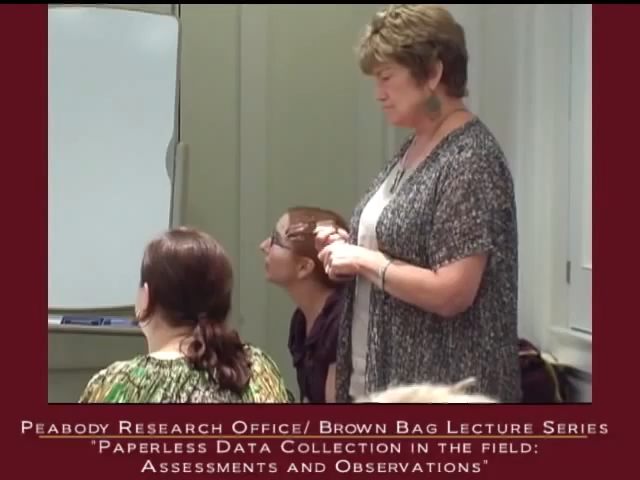 Peabody Research Office/ Brown Bag Lecture Series
"Paperless Data Collection in the field:
Assessments and Observations"